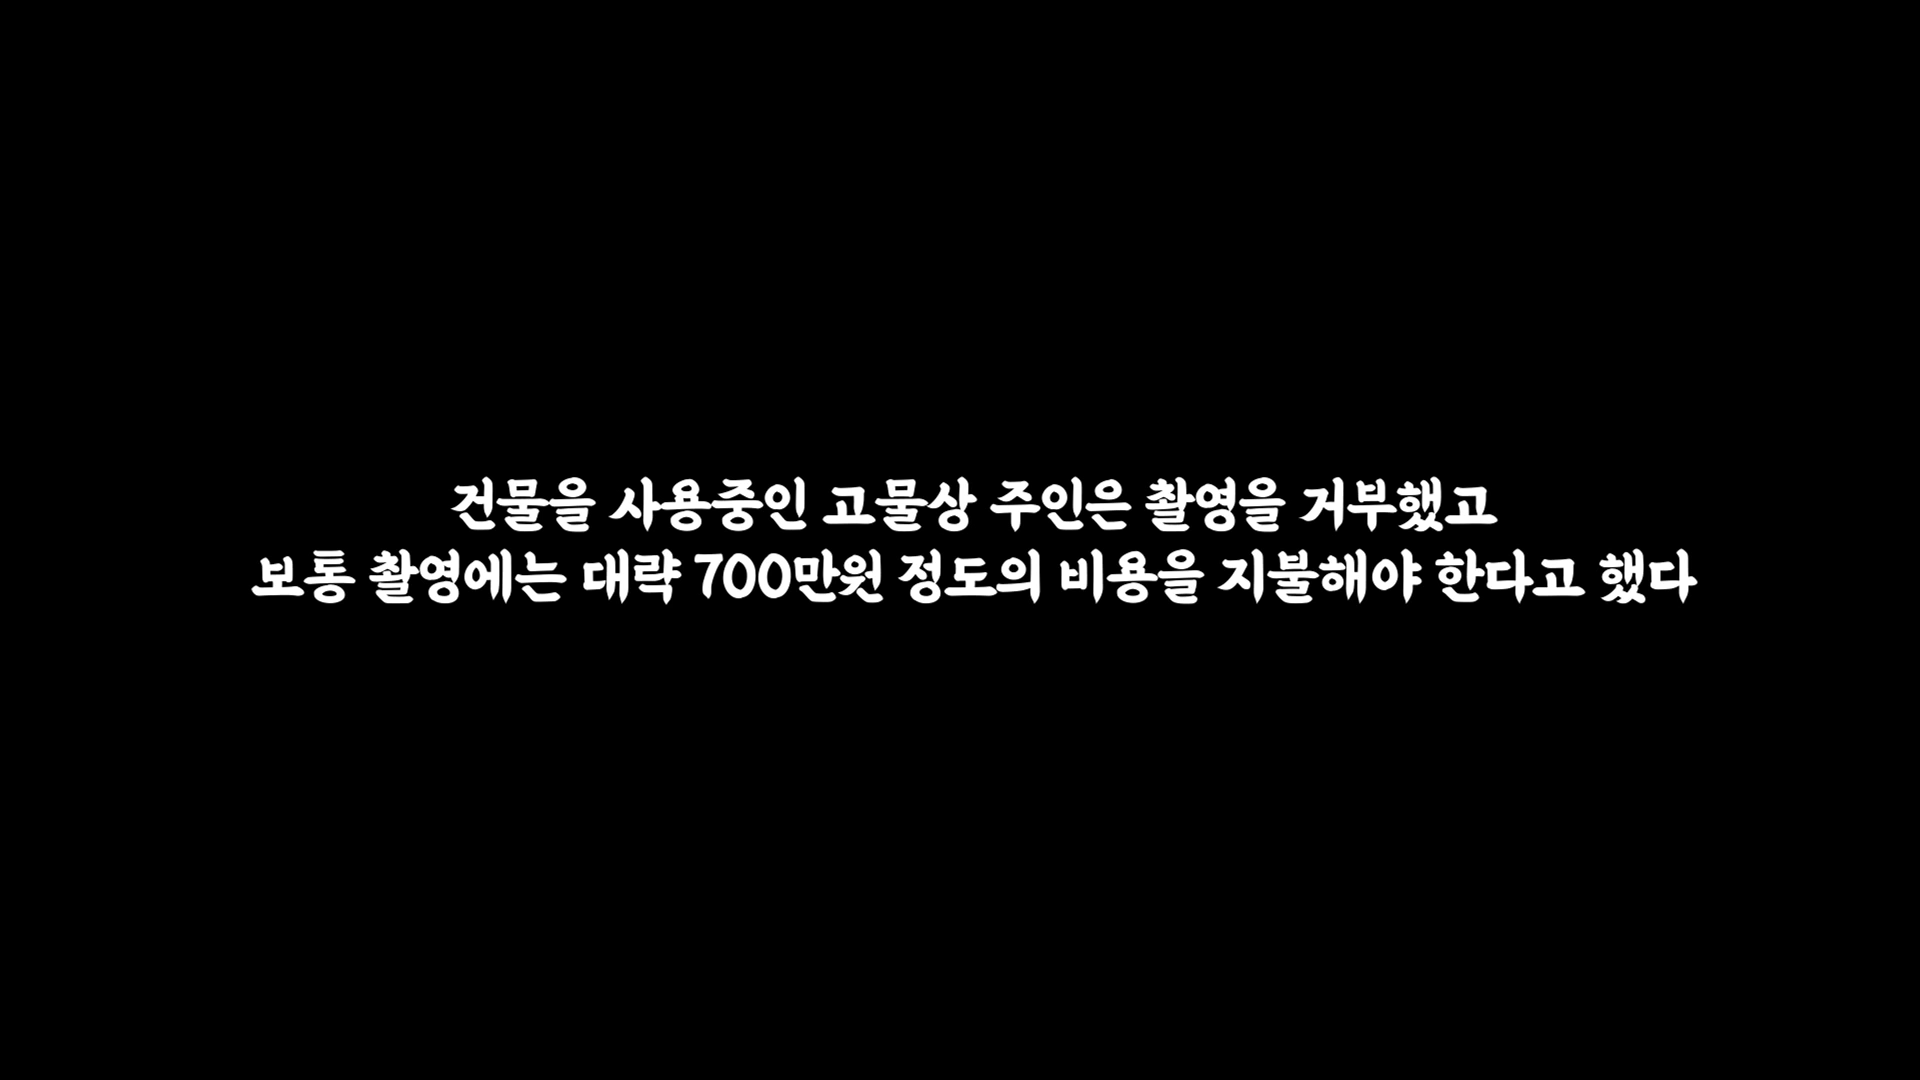 건물을 사용중인 고물상 주인은 촬영을 거부했고
보통 촬영에는 대략 700만원 정도의 비용을 지불해야 한다고 했다